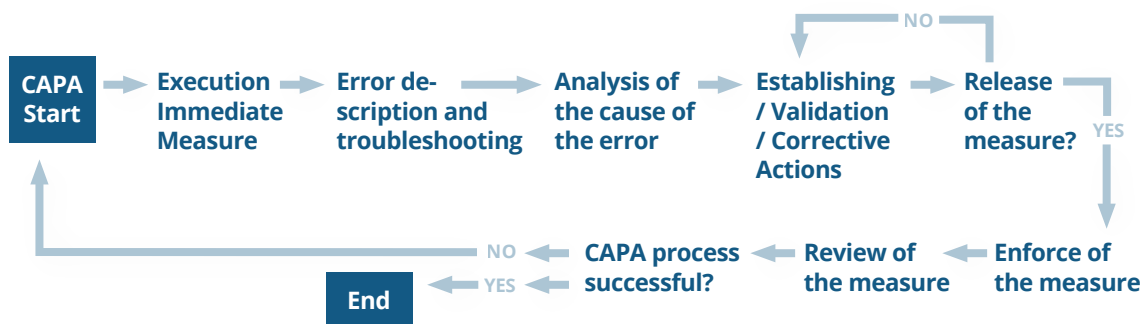 NO
CAPA
Start
Execution
Immediate
Measure
Error de-
scription and
troubleshooting
Analysis of
the cause of
the error
Establishing
/ Validation
/ Corrective
Actions
Release
of the
measure?
YES
Enforce of
the measure
Review of
the measure
CAPA process
successful?
NO
YES
End